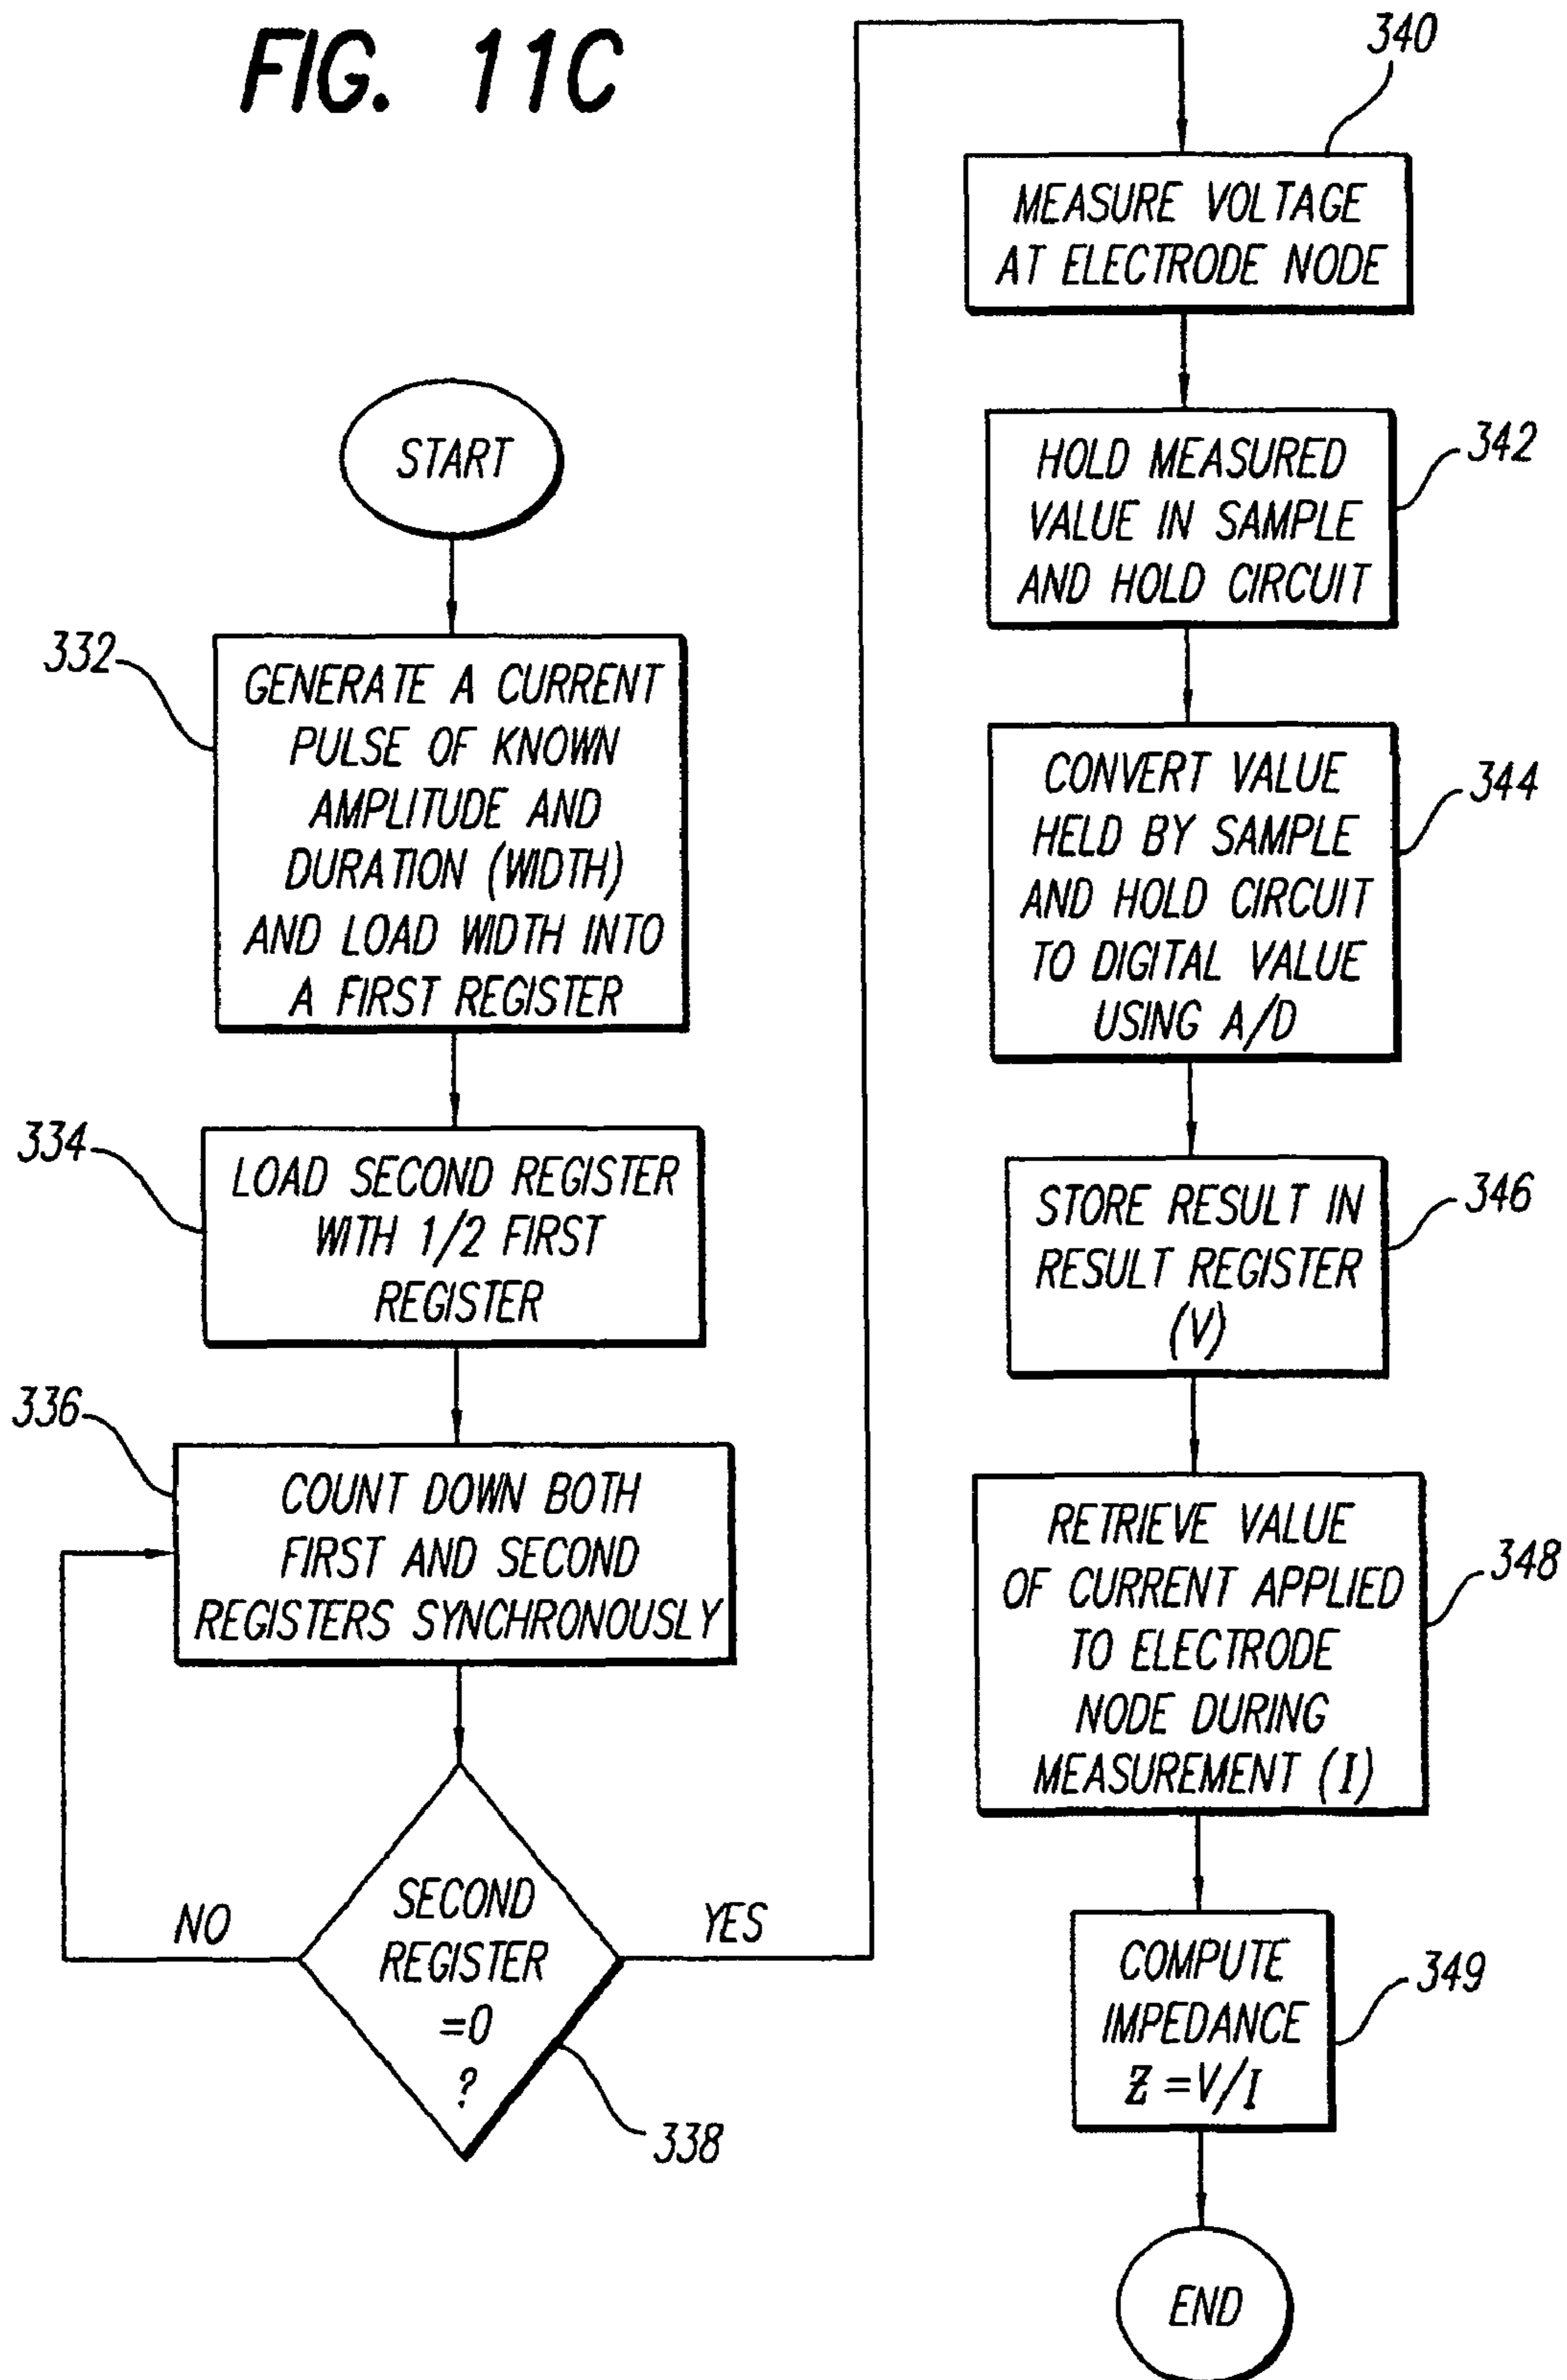 FIG. 11C
START
332
GENERATE A CURRENT
PULSE OF KNOWN
AMPLITUDE AND
DURATION (WIDTH)
AND LOAD WIDTH INTO
A FIRST REGISTER
334
LOAD SECOND REGISTER
WITH 1/2 FIRST
REGISTER
336
COUNT DOWN BOTH
FIRST AND SECOND
REGISTERS SYNCHRONOUSLY
SECOND
REGISTER
=0
?
NO
YES
338
340
MEASURE VOLTAGE
AT ELECTRODE NODE
342
HOLD MEASURED
VALUE IN SAMPLE
AND HOLD CIRCUIT
344
CONVERT VALUE
HELD BY SAMPLE
AND HOLD CIRCUIT
TO DIGITAL VALUE
USING A/D
346
STORE RESULT IN
RESULT REGISTER
(V)
348
RETRIEVE VALUE
OF CURRENT APPLIED
TO ELECTRODE
NODE DURING
MEASUREMENT (I)
349
COMPUTE
IMPEDANCE
Z=V/I
END